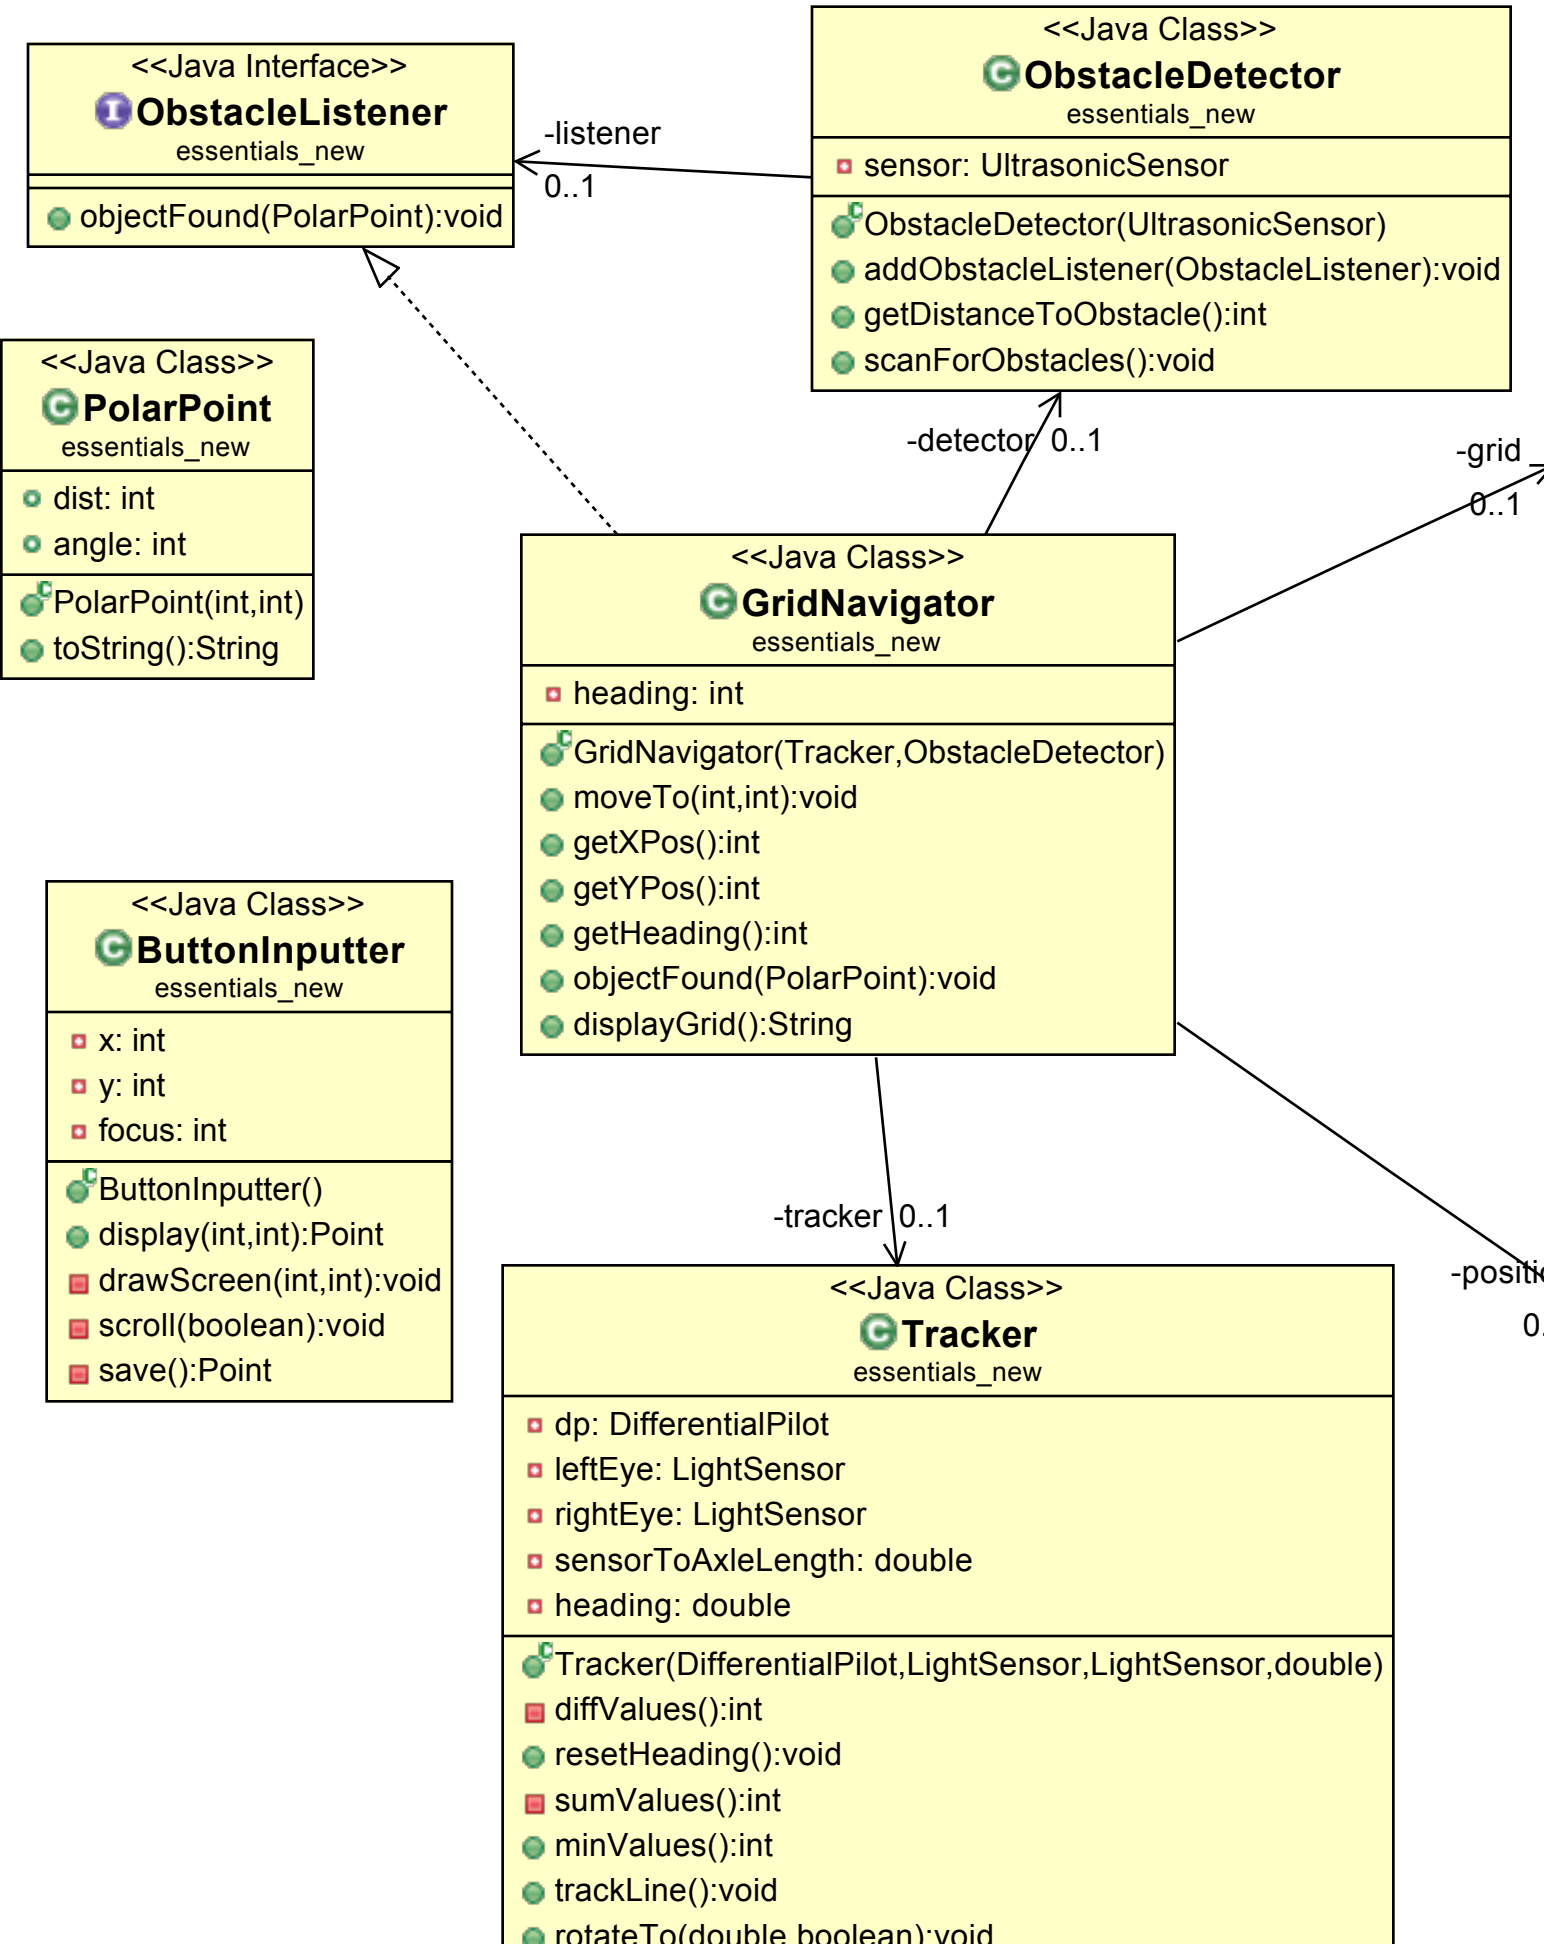 <<Java Interface>>
ObstacleListener
essentials_new
objectFound(PolarPoint):void
-listener
0..1
<<Java Class>>
ObstacleDetector
essentials_new
sensor: UltrasonicSensor
ObstacleDetector(UltrasonicSensor)
addObstacleListener(ObstacleListener):void
getDistanceToObstacle():int
scanForObstacles():void
<<Java Class>>
PolarPoint
essentials_new
dist: int
angle: int
PolarPoint(int,int)
toString():String
-detector 0..1
-grid
0..1
<<Java Class>>
GridNavigator
essentials_new
heading: int
GridNavigator(Tracker,ObstacleDetector)
moveTo(int,int):void
getXPos():int
getYPos():int
getHeading():int
objectFound(PolarPoint):void
displayGrid():String
<<Java Class>>
ButtonInputter
essentials_new
x: int
y: int
focus: int
ButtonInputter()
display(int,int):Point
drawScreen(int,int):void
scroll(boolean):void
save():Point
-tracker 0..1
<<Java Class>>
Tracker
essentials_new
dp: DifferentialPilot
leftEye: LightSensor
rightEye: LightSensor
sensorToAxleLength: double
heading: double
Tracker(DifferentialPilot,LightSensor,LightSensor,double)
diffValues():int
resetHeading():void
sumValues():int
minValues():int
trackLine():void
rotateTo(double,boolean):void